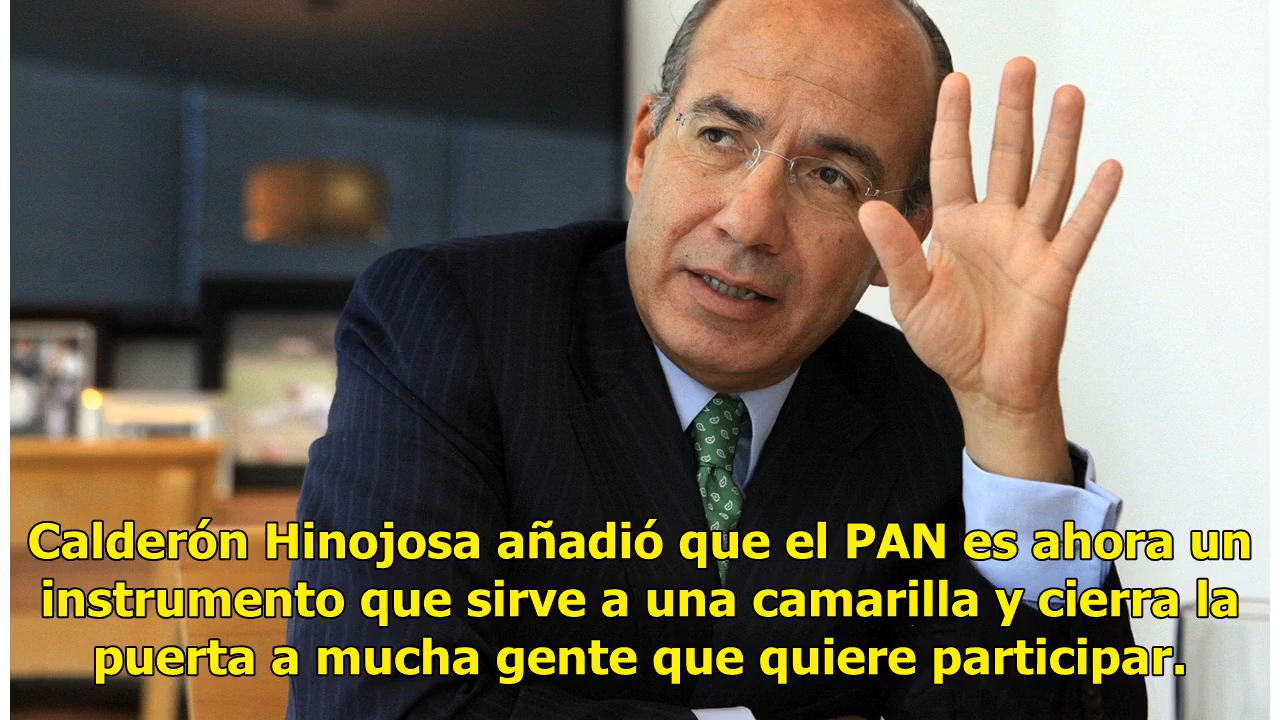 Calderón Hinojosa añadió que el PAN es ahora un
instrumento que sirve a una camarilla y cierra la
puerta a mucha gente que quiere participar.